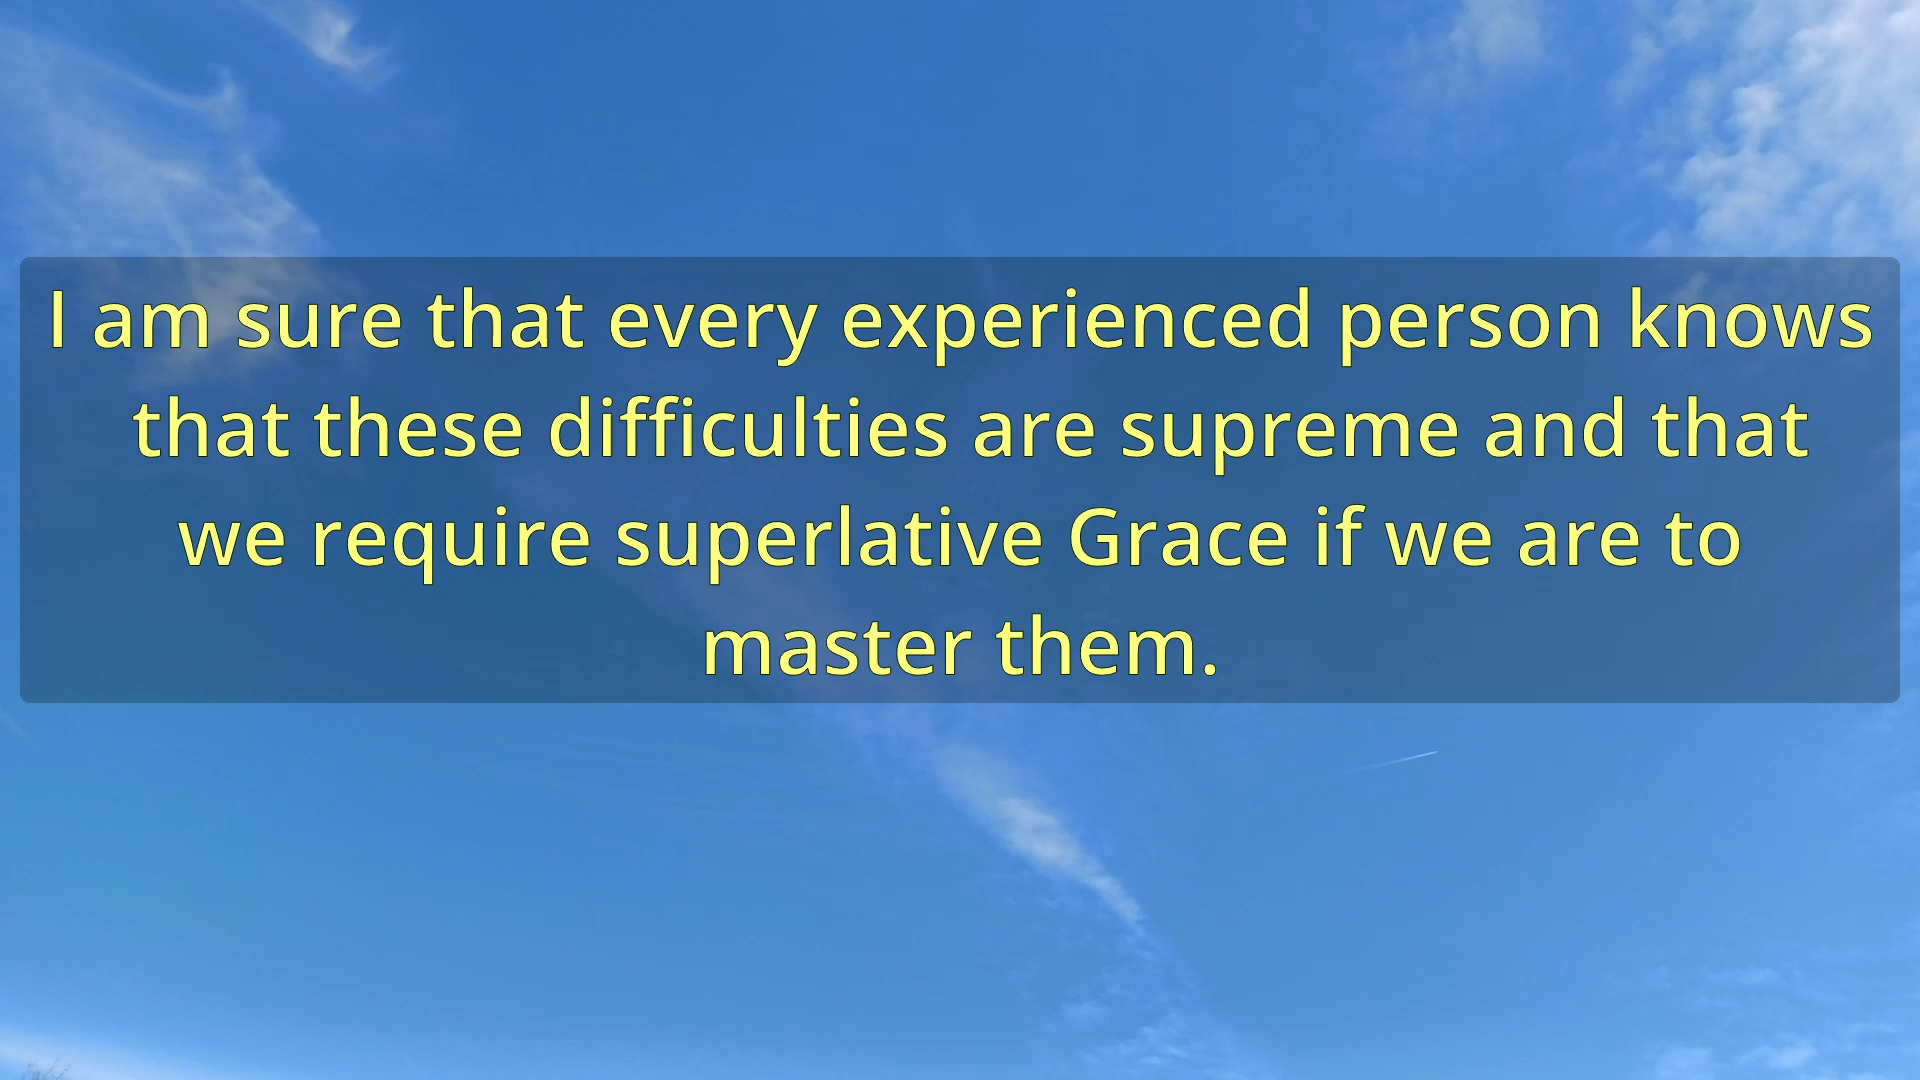 I am sure that every experienced person knows
that these difficulties are supreme and that
we require superlative Grace if we are to
master them.